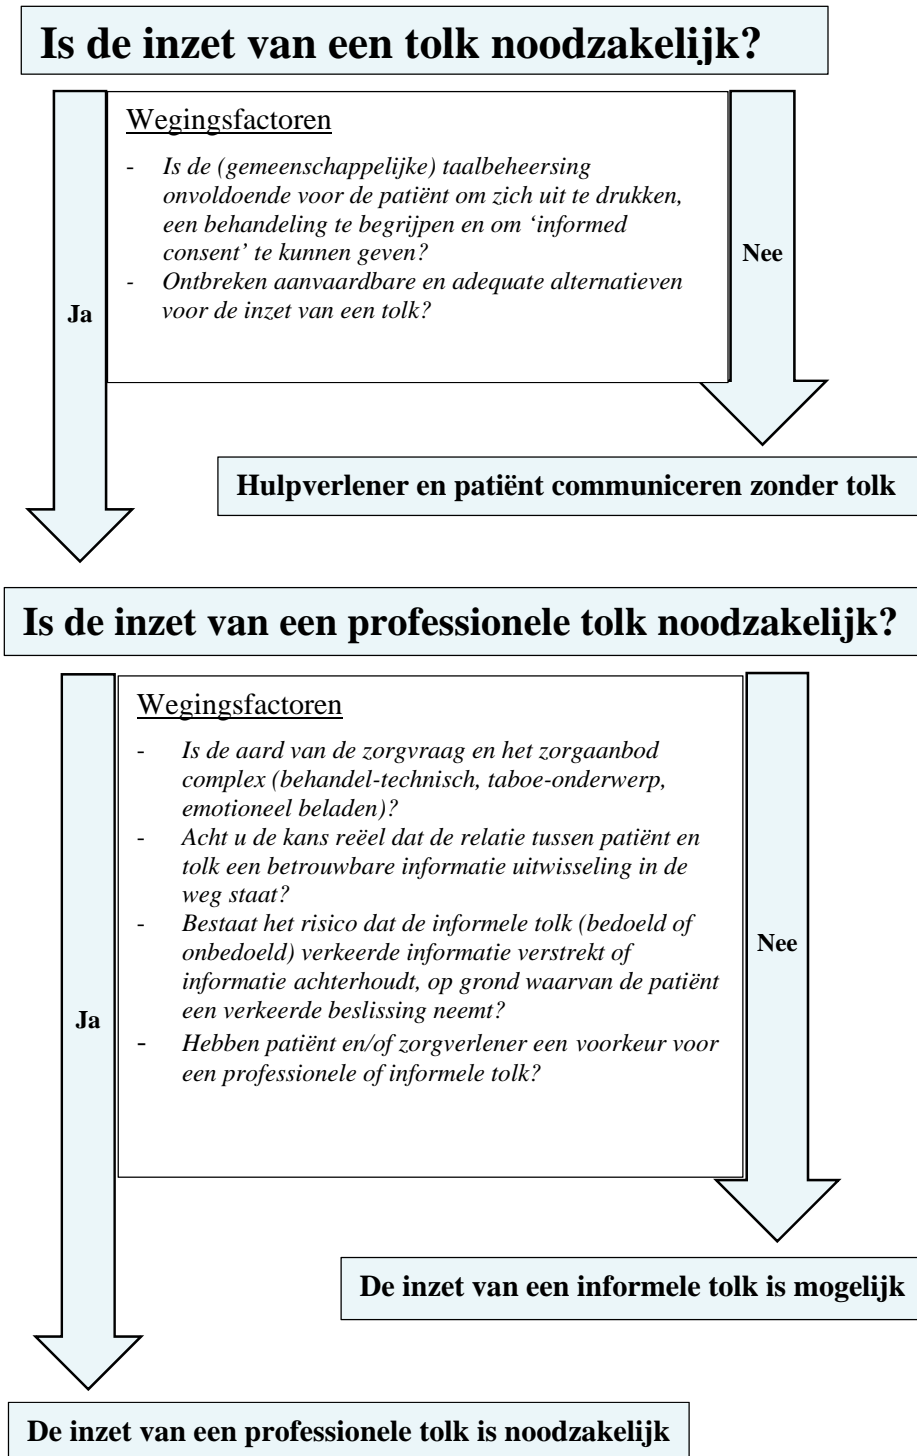 Is de inzet van een tolk noodzakelijk?
Wegingsfactoren
- Is de (gemeenschappelijke) taalbeheersing
onvoldoende voor de patiënt om zich uit te drukken,
een behandeling te begrijpen en om ‘informed
consent’ te kunnen geven?
- Ontbreken aanvaardbare en adequate alternatieven
voor de inzet van een tolk?
Ja
Nee
Hulpverlener en patiënt communiceren zonder tolk
Is de inzet van een professionele tolk noodzakelijk?
Wegingsfactoren
- Is de aard van de zorgvraag en het zorgaanbod
complex (behandel-technisch, taboe-onderwerp,
emotioneel beladen)?
- Acht u de kans reëel dat de relatie tussen patiënt en
tolk een betrouwbare informatie uitwisseling in de
weg staat?
- Bestaat het risico dat de informele tolk (bedoeld of
onbedoeld) verkeerde informatie verstrekt of
informatie achterhoudt, op grond waarvan de patiënt
een verkeerde beslissing neemt?
- Hebben patiënt en/of zorgverlener een voorkeur voor
een professionele of informele tolk?
Ja
Nee
De inzet van een informele tolk is mogelijk
De inzet van een professionele tolk is noodzakelijk